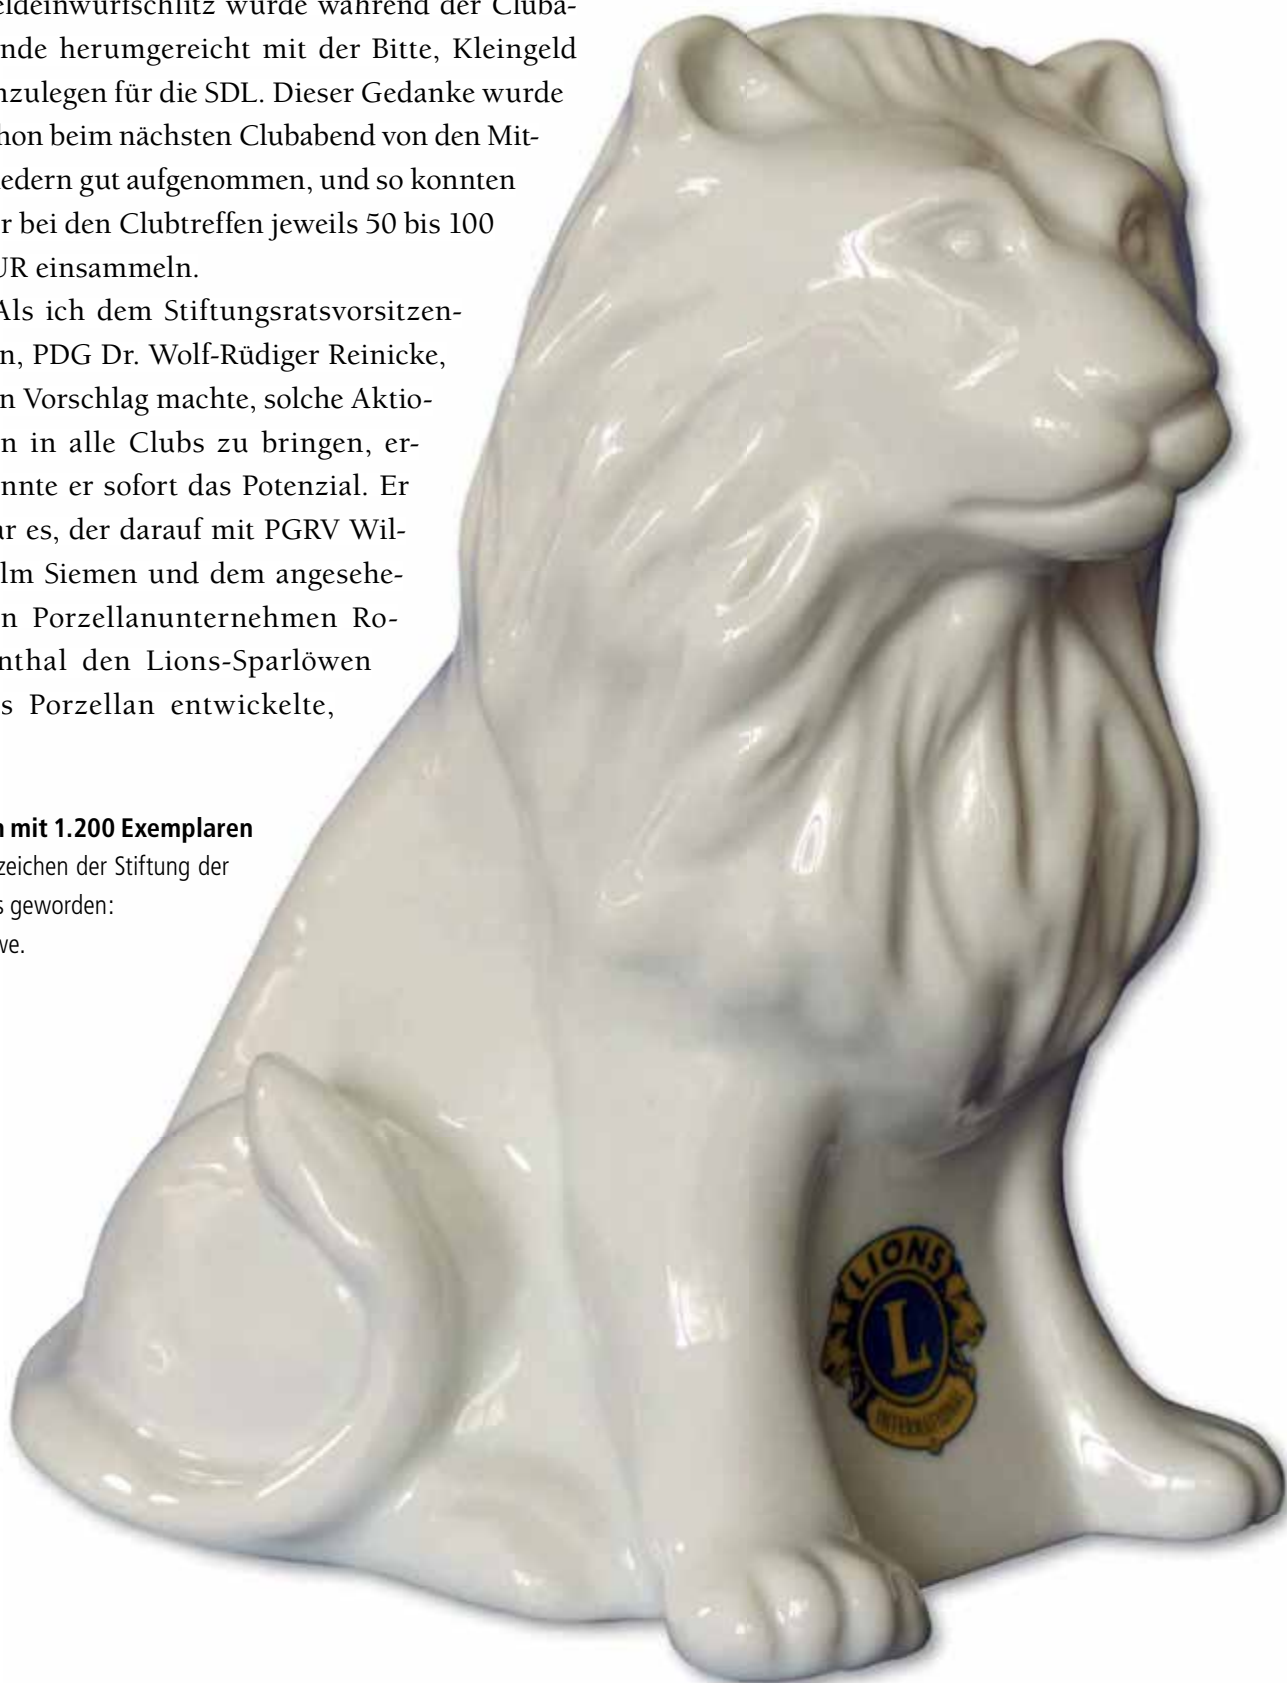 eldeinwurfschlitz wurde während der Cluba-
nde herumgereicht mit der Bitte, Kleingeld
nzulegen für die SDL. Dieser Gedanke wurde
hon beim nächsten Clubabend von den Mit-
edern gut aufgenommen, und so konnten
r bei den Clubtreffen jeweils 50 bis 100
UR einsammeln.
Als ich dem Stiftungsratsvorsitzen-
n, PDG Dr. Wolf-Rüdiger Reinicke,
n Vorschlag machte, solche Aktio-
n in alle Clubs zu bringen, er-
nnte er sofort das Potenzial. Er
ar es, der darauf mit PGRV Wil-
lm Siemen und dem angesehe-
n Porzellanunternehmen Ro-
nthal den Lions-Sparlöwen
s Porzellan entwickelte,
n mit 1.200 Exemplaren
zeichen der Stiftung der
s geworden:
we.
LIONS
L
INTERNATIONAL